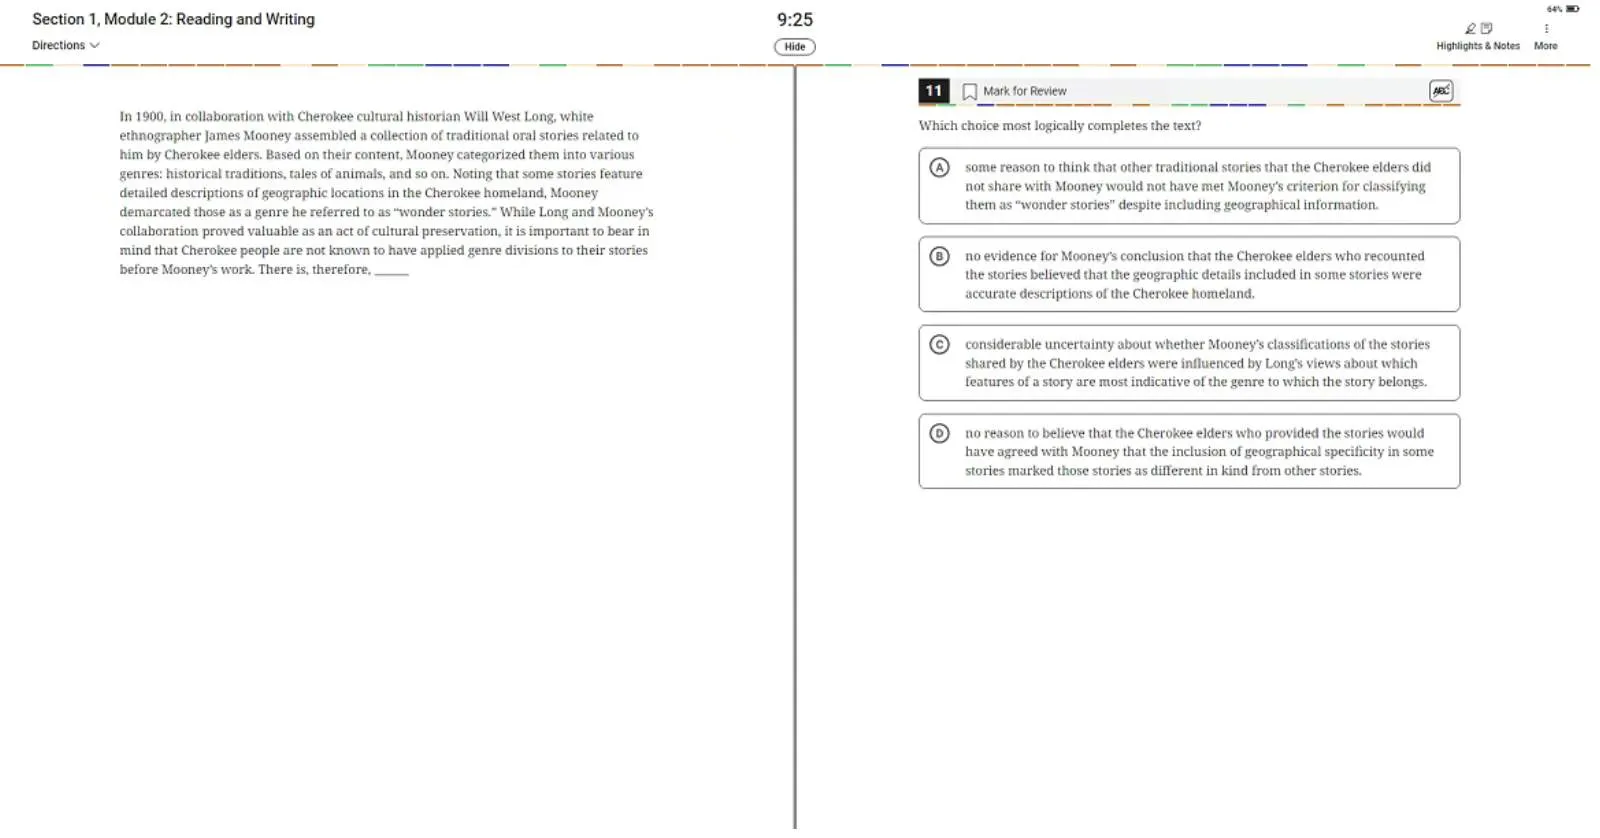 Section 1, Module 2: Reading and Writing
Directions
9:25
Hide
64%
Highlights & Notes
More
In 1900, in collaboration with Cherokee cultural historian Will West Long, white
ethnographer James Mooney assembled a collection of traditional oral stories related to
him by Cherokee elders. Based on their content, Mooney categorized them into various
genres: historical traditions, tales of animals, and so on. Noting that some stories feature
detailed descriptions of geographic locations in the Cherokee homeland, Mooney
demarcated those as a genre he referred to as “wonder stories.” While Long and Mooney’s
collaboration proved valuable as an act of cultural preservation, it is important to bear in
mind that Cherokee people are not known to have applied genre divisions to their stories
before Mooney’s work. There is, therefore, ______
11
Mark for Review
ABC
Which choice most logically completes the text?
A
some reason to think that other traditional stories that the Cherokee elders did
not share with Mooney would not have met Mooney’s criterion for classifying
them as “wonder stories” despite including geographical information.
B
no evidence for Mooney’s conclusion that the Cherokee elders who recounted
the stories believed that the geographic details included in some stories were
accurate descriptions of the Cherokee homeland.
C
considerable uncertainty about whether Mooney’s classifications of the stories
shared by the Cherokee elders were influenced by Long’s views about which
features of a story are most indicative of the genre to which the story belongs.
D
no reason to believe that the Cherokee elders who provided the stories would
have agreed with Mooney that the inclusion of geographical specificity in some
stories marked those stories as different in kind from other stories.